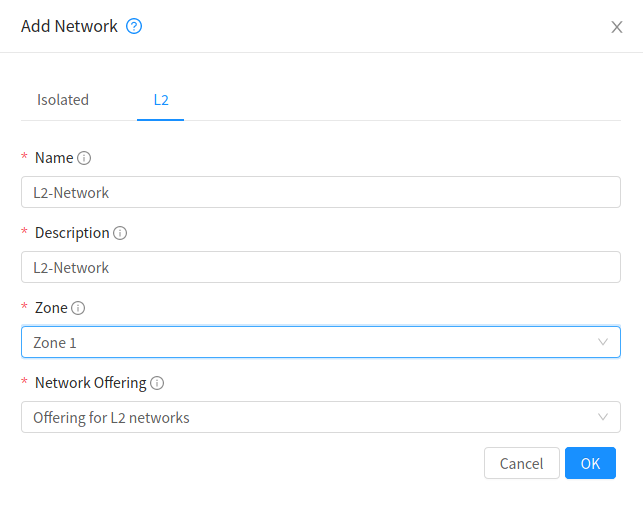 Add Network
Isolated L2
* Name
L2-Network
* Description
L2-Network
* Zone
Zone 1
* Network Offering
Offering for L2 networks
Cancel OK